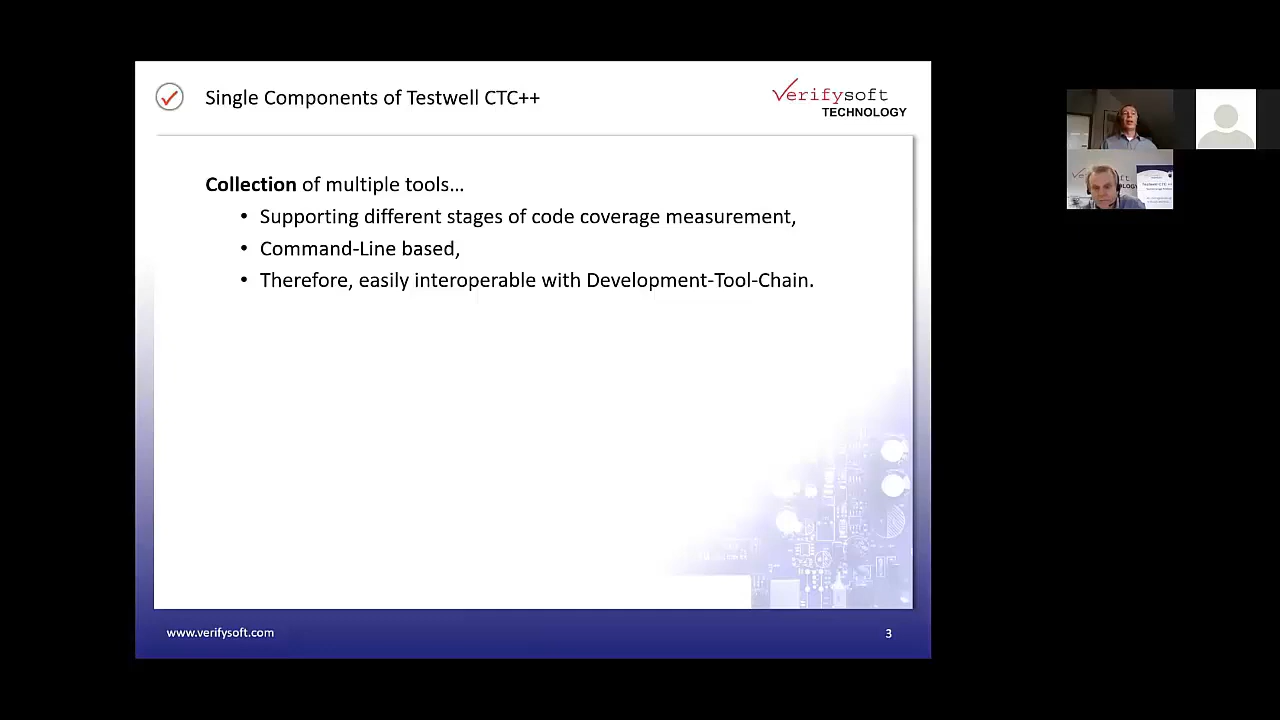 Single Components of Testwell CTC++
Verifysoft
TECHNOLOGY
Collection of multiple tools...
• Supporting different stages of code coverage measurement,
• Command-Line based,
• Therefore, easily interoperable with Development-Tool-Chain.
www.verifysoft.com
3